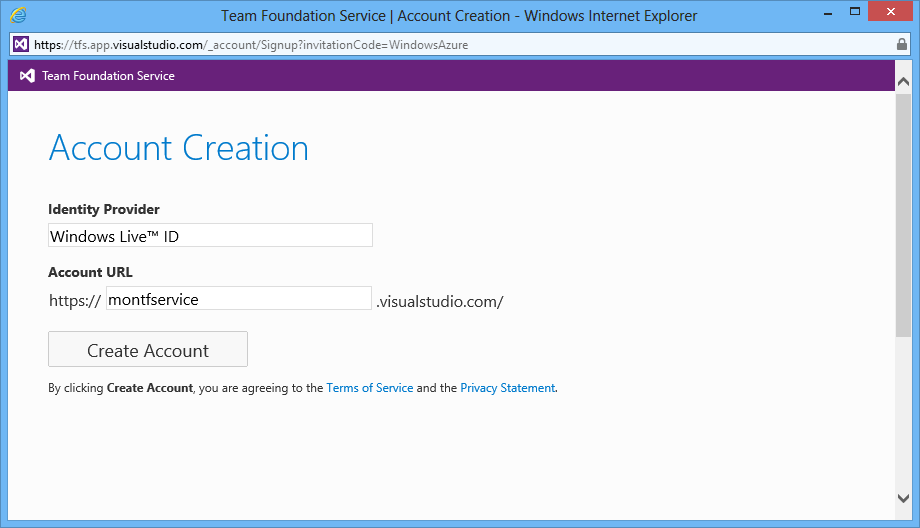 Team Foundation Service | Account Creation - Windows Internet Explorer
https://tfs.app.visualstudio.com/_account/Signup?invitationCode=WindowsAzure
Team Foundation Service
Account Creation
Identity Provider
Windows Live™ ID
Account URL
https:// montfservice .visualstudio.com/
Create Account
By clicking Create Account, you are agreeing to the Terms of Service and the Privacy Statement.